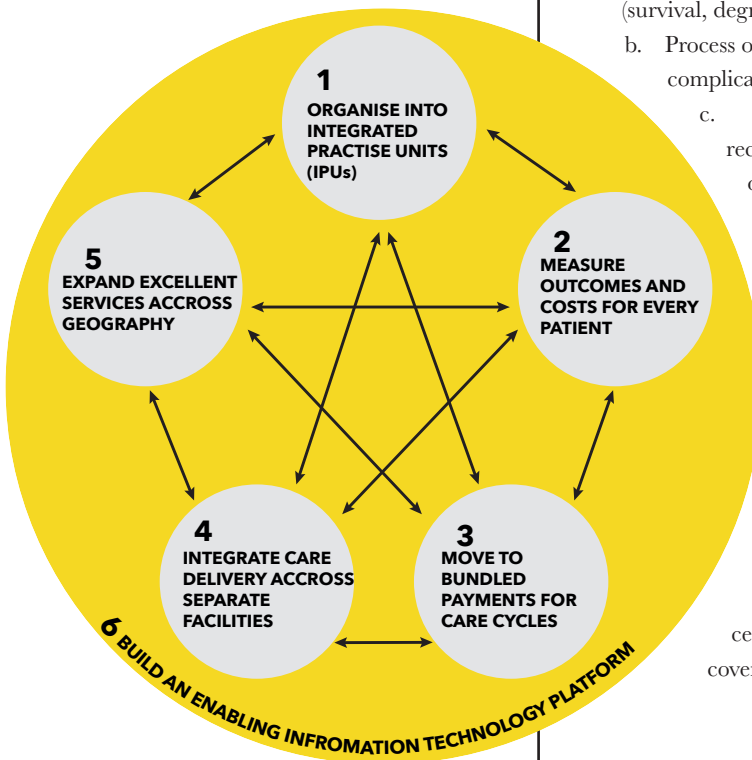 (survival, degr
b. Process o
complica
c.
rec
1
ORGANISE INTO
INTEGRATED
PRACTISE UNITS
(IPUs)
2
MEASURE
OUTCOMES AND
COSTS FOR EVERY
PATIENT
3
MOVE TO
BUNDLED
PAYMENTS FOR
CARE CYCLES
4
INTEGRATE CARE
DELIVERY ACCROSS
SEPARATE
FACILITIES
5
EXPAND EXCELLENT
SERVICES ACCROSS
GEOGRAPHY
6 BUILD AN ENABLING INFROMATION TECHNOLOGY PLATFORM
ce
cover